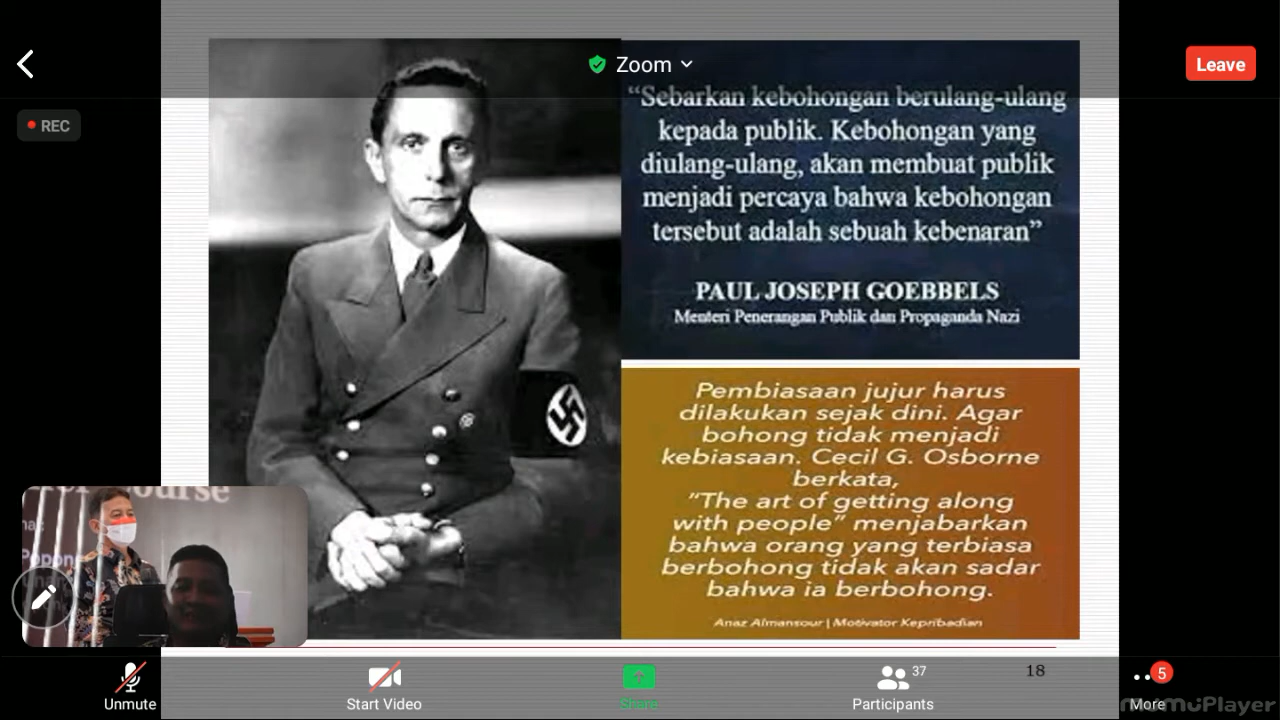 Zoom
Leave
REC
“Sebarkan kebohongan berulang-ulang
kepada publik. Kebohongan yang
diulang-ulang, akan membuat publik
menjadi percaya bahwa kebohongan
tersebut adalah sebuah kebenaran”
PAUL JOSEPH GOEBBELS
Menteri Penerangan Publik dan Propaganda Nazi
Pembiasaan jujur harus
dilakukan sejak dini. Agar
bohong tidak menjadi
kebiasaan. Cecil G. Osborne
berkata,
“The art of getting along
with people” menjabarkan
bahwa orang yang terbiasa
berbohong tidak akan sadar
bahwa ia berbohong.
Anaz Almansour | Motivator Kepribadian
18
Unmute
Start Video
Share
Participants
37
5
More